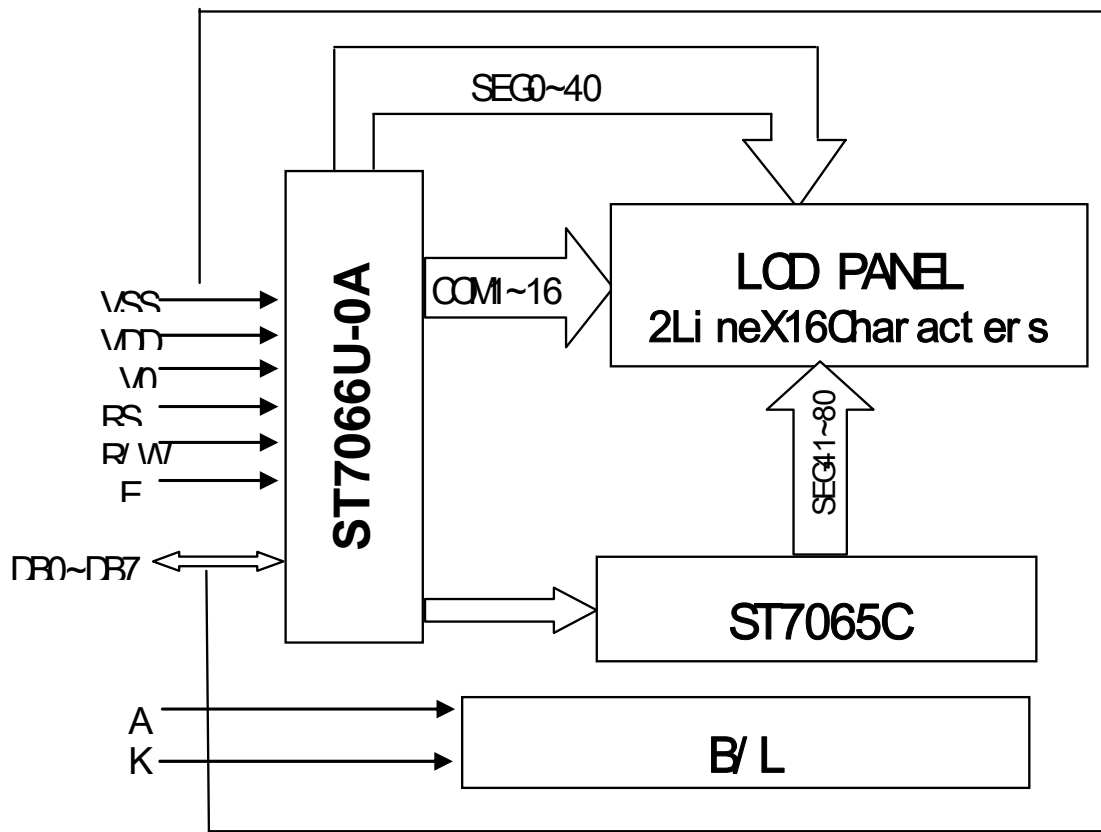 SEG0~40
LCD PANEL
2LineX16Characters
COM1~16
ST7066U-0A
VSS
VDD
V0
RS
R/W
E
DB0~DB7
SEG41~80
ST7065C
A
K
B/L